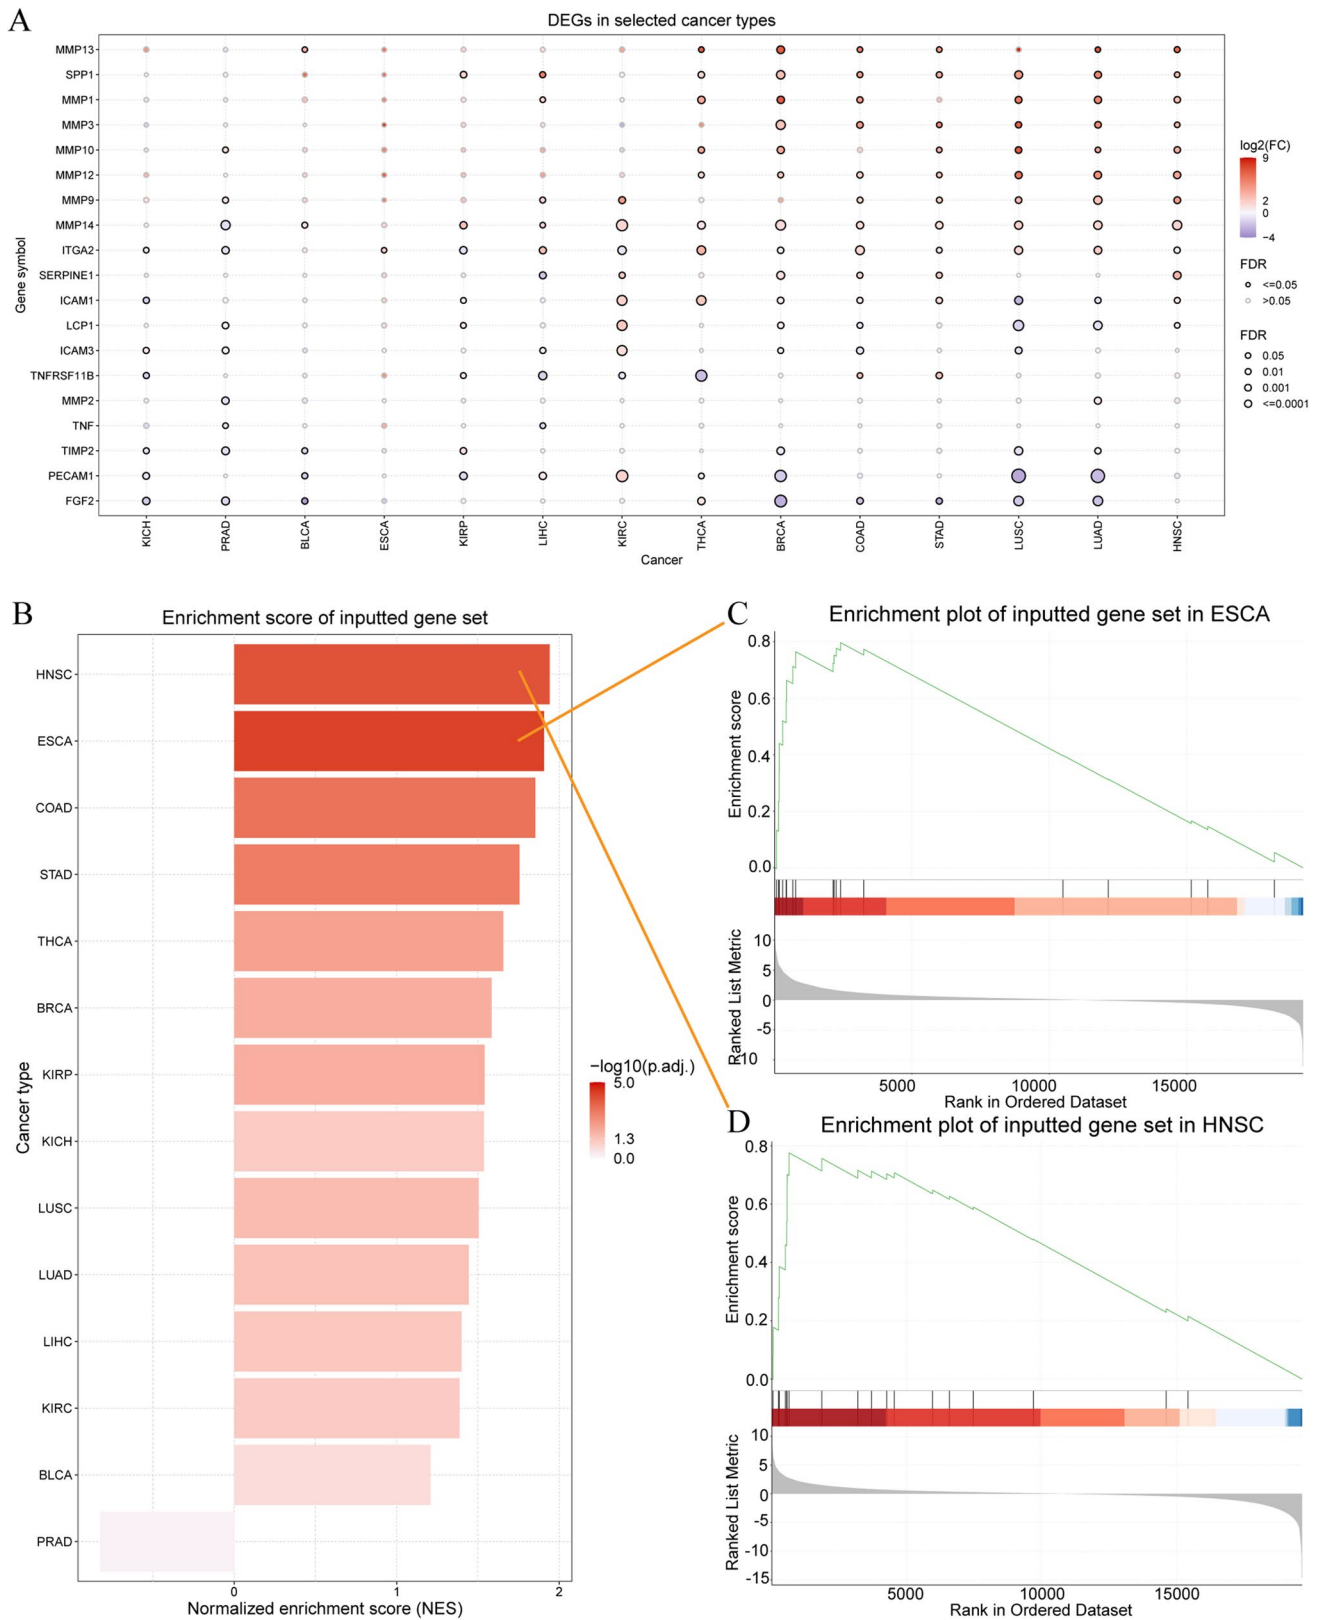 A
DEGs in selected cancer types
Gene symbol
MMP13
SPP1
MMP1
MMP3
MMP10
MMP12
MMP9
MMP14
ITGA2
SERPINE1
ICAM1
LCP1
ICAM3
TNFRSF11B
MMP2
TNF
TIMP2
PECAM1
FGF2
KICH
PRAD
BLCA
ESCA
KIRP
LIHC
KIRC
THCA
BRCA
COAD
STAD
LUSC
LUAD
HNSC
Cancer
log2(FC)
9
2
0
−4
FDR
<=0.05
>0.05
FDR
0.05
0.01
0.001
<=0.0001
B
Enrichment score of inputted gene set
Cancer type
HNSC
ESCA
COAD
STAD
THCA
BRCA
KIRP
KICH
LUSC
LUAD
LIHC
KIRC
BLCA
PRAD
0 1 2
Normalized enrichment score (NES)
−log10(p.adj.)
5.0
1.3
0.0
C
Enrichment plot of inputted gene set in ESCA
Enrichment score
0.8
0.6
0.4
0.2
0.0
Ranked List Metric
10
5
0
-5
-10
5000 10000 15000
Rank in Ordered Dataset
D
Enrichment plot of inputted gene set in HNSC
Enrichment score
0.8
0.6
0.4
0.2
0.0
Ranked List Metric
10
5
0
-5
-10
-15
5000 10000 15000
Rank in Ordered Dataset